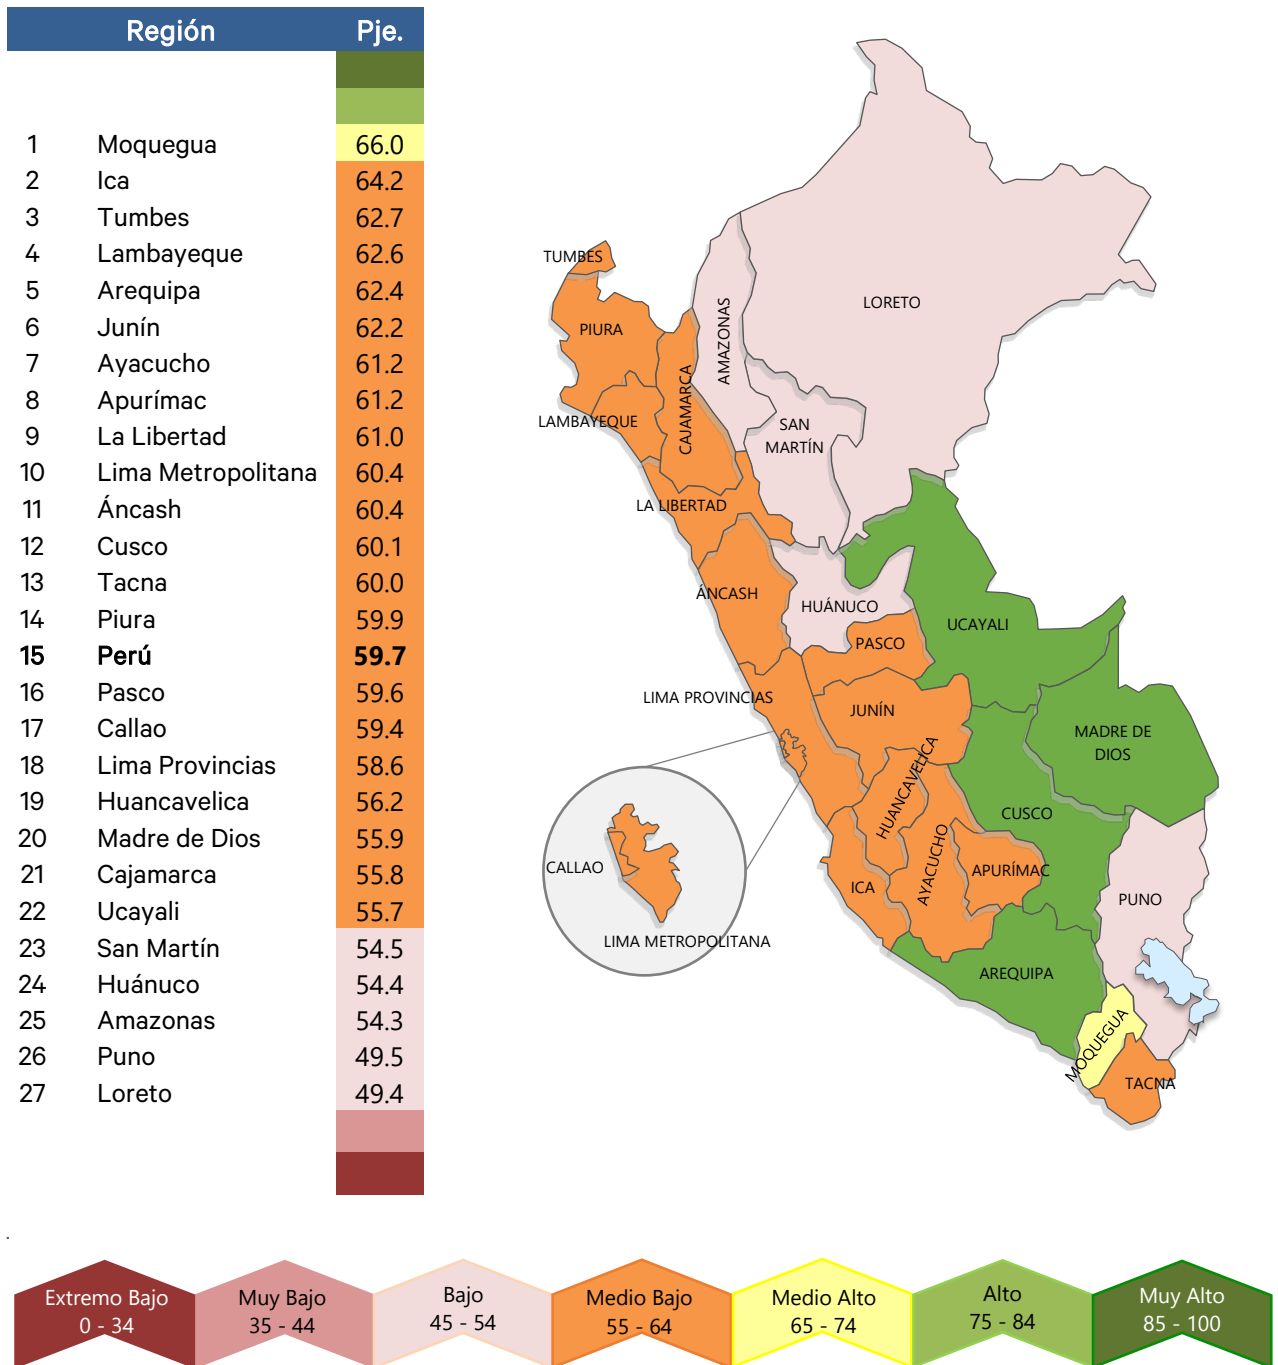 Región Pje.
1 Moquegua 66.0
2 Ica 64.2
3 Tumbes 62.7
4 Lambayeque 62.6
5 Arequipa 62.4
6 Junín 62.2
7 Ayacucho 61.2
8 Apurímac 61.2
9 La Libertad 61.0
10 Lima Metropolitana 60.4
11 Áncash 60.4
12 Cusco 60.1
13 Tacna 60.0
14 Piura 59.9
15 Perú 59.7
16 Pasco 59.6
17 Callao 59.4
18 Lima Provincias 58.6
19 Huancavelica 56.2
20 Madre de Dios 55.9
21 Cajamarca 55.8
22 Ucayali 55.7
23 San Martín 54.5
24 Huánuco 54.4
25 Amazonas 54.3
26 Puno 49.5
27 Loreto 49.4
TUMBES
PIURA
LORETO
AMAZONAS
CAJAMARCA
LAMBAYEQUE
SAN
MARTÍN
LA LIBERTAD
ÁNCASH
HUÁNUCO
UCAYALI
PASCO
LIMA PROVINCIAS
JUNÍN
MADRE DE
DIOS
HUANCAVELICA
CUSCO
CALLAO
ICA
AYACUCHO
APURÍMAC
PUNO
LIMA METROPOLITANA
AREQUIPA
MOQUEGUA
TACNA
.
Extremo Bajo
0 - 34
Muy Bajo
35 - 44
Bajo
45 - 54
Medio Bajo
55 - 64
Medio Alto
65 - 74
Alto
75 - 84
Muy Alto
85 - 100